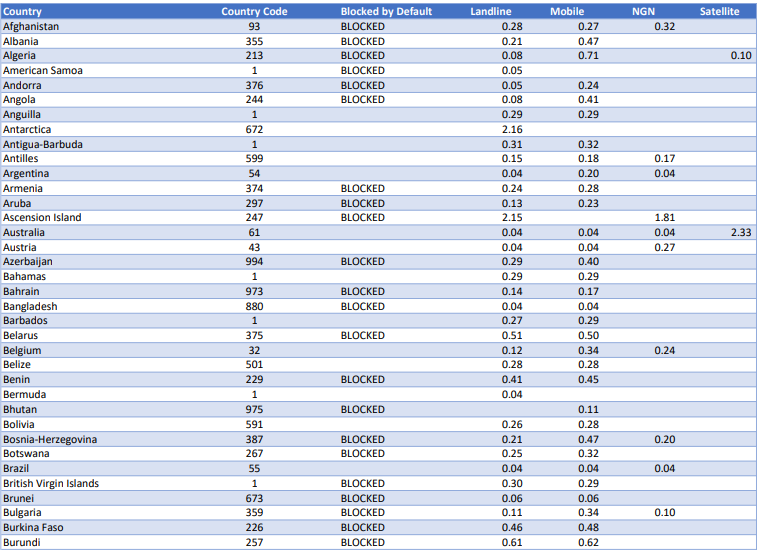 Country Country Code Blocked by Default Landline Mobile NGN Satellite
Afghanistan 93 BLOCKED 0.28 0.27 0.32
Albania 355 BLOCKED 0.21 0.47
Algeria 213 BLOCKED 0.08 0.71 0.10
American Samoa 1 BLOCKED 0.05
Andorra 376 BLOCKED 0.05 0.24
Angola 244 BLOCKED 0.08 0.41
Anguilla 1 0.29 0.29
Antarctica 672 2.16
Antigua-Barbuda 1 0.31 0.32
Antilles 599 0.15 0.18 0.17
Argentina 54 0.04 0.20 0.04
Armenia 374 BLOCKED 0.24 0.28
Aruba 297 BLOCKED 0.13 0.23
Ascension Island 247 BLOCKED 2.15 1.81
Australia 61 0.04 0.04 0.04 2.33
Austria 43 0.04 0.04 0.27
Azerbaijan 994 BLOCKED 0.29 0.40
Bahamas 1 0.29 0.29
Bahrain 973 BLOCKED 0.14 0.17
Bangladesh 880 BLOCKED 0.04 0.04
Barbados 1 0.27 0.29
Belarus 375 BLOCKED 0.51 0.50
Belgium 32 0.12 0.34 0.24
Belize 501 0.28 0.28
Benin 229 BLOCKED 0.41 0.45
Bermuda 1 0.04
Bhutan 975 BLOCKED 0.11
Bolivia 591 0.26 0.28
Bosnia-Herzegovina 387 BLOCKED 0.21 0.47 0.20
Botswana 267 BLOCKED 0.25 0.32
Brazil 55 0.04 0.04 0.04
British Virgin Islands 1 BLOCKED 0.30 0.29
Brunei 673 BLOCKED 0.06 0.06
Bulgaria 359 BLOCKED 0.11 0.34 0.10
Burkina Faso 226 BLOCKED 0.46 0.48
Burundi 257 BLOCKED 0.61 0.62